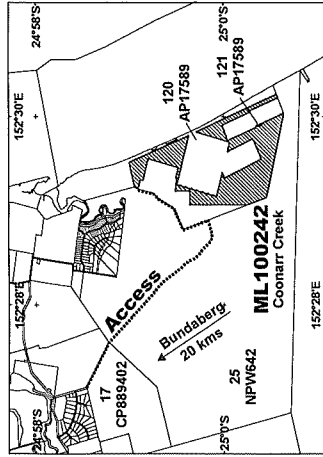 152°28'E
152°30'E
24°58'S
24°58'S
120
AP17589
121
AP17589
25°0'S
Access
17
CP889402
Bundaberg
20 kms
ML100242
Coonarr Creek
25
NPW642
25°0'S
152°28'E
152°30'E